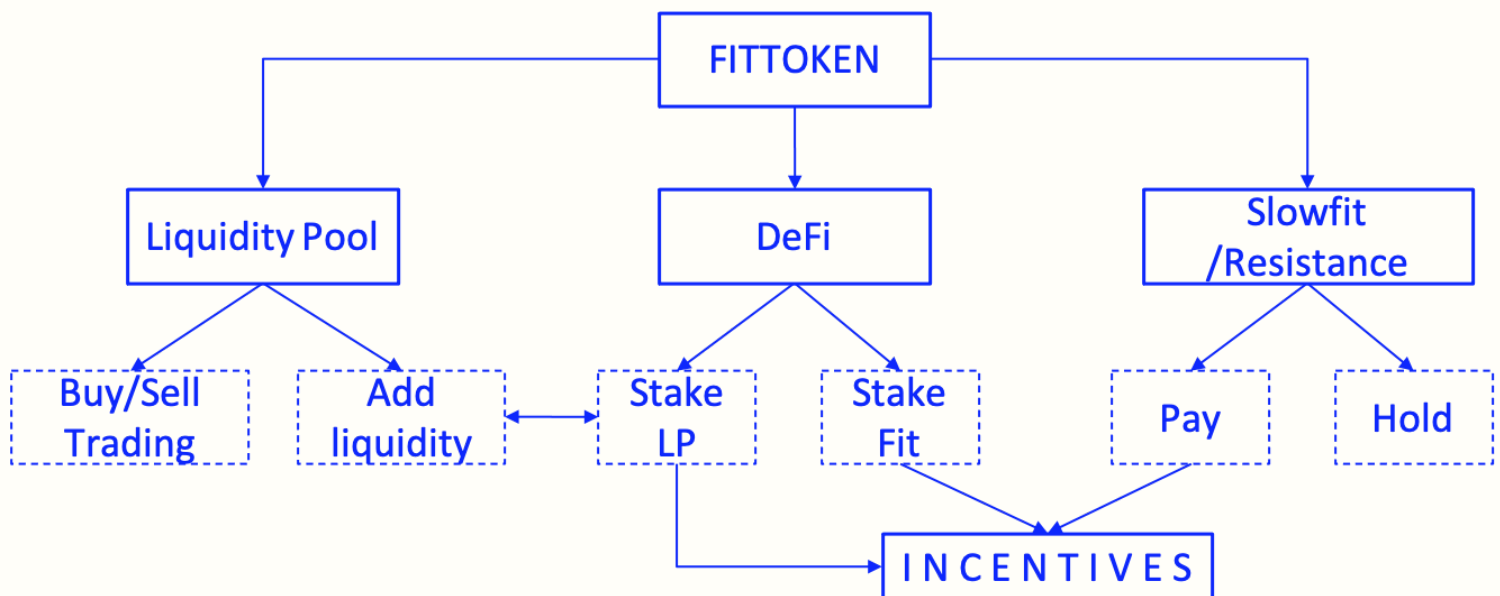 FITTOKEN
Liquidity Pool
DeFi
Slowfit
/Resistance
Buy/Sell
Trading
Add
liquidity
Stake
LP
Stake
Fit
Pay
Hold
INCENTIVES